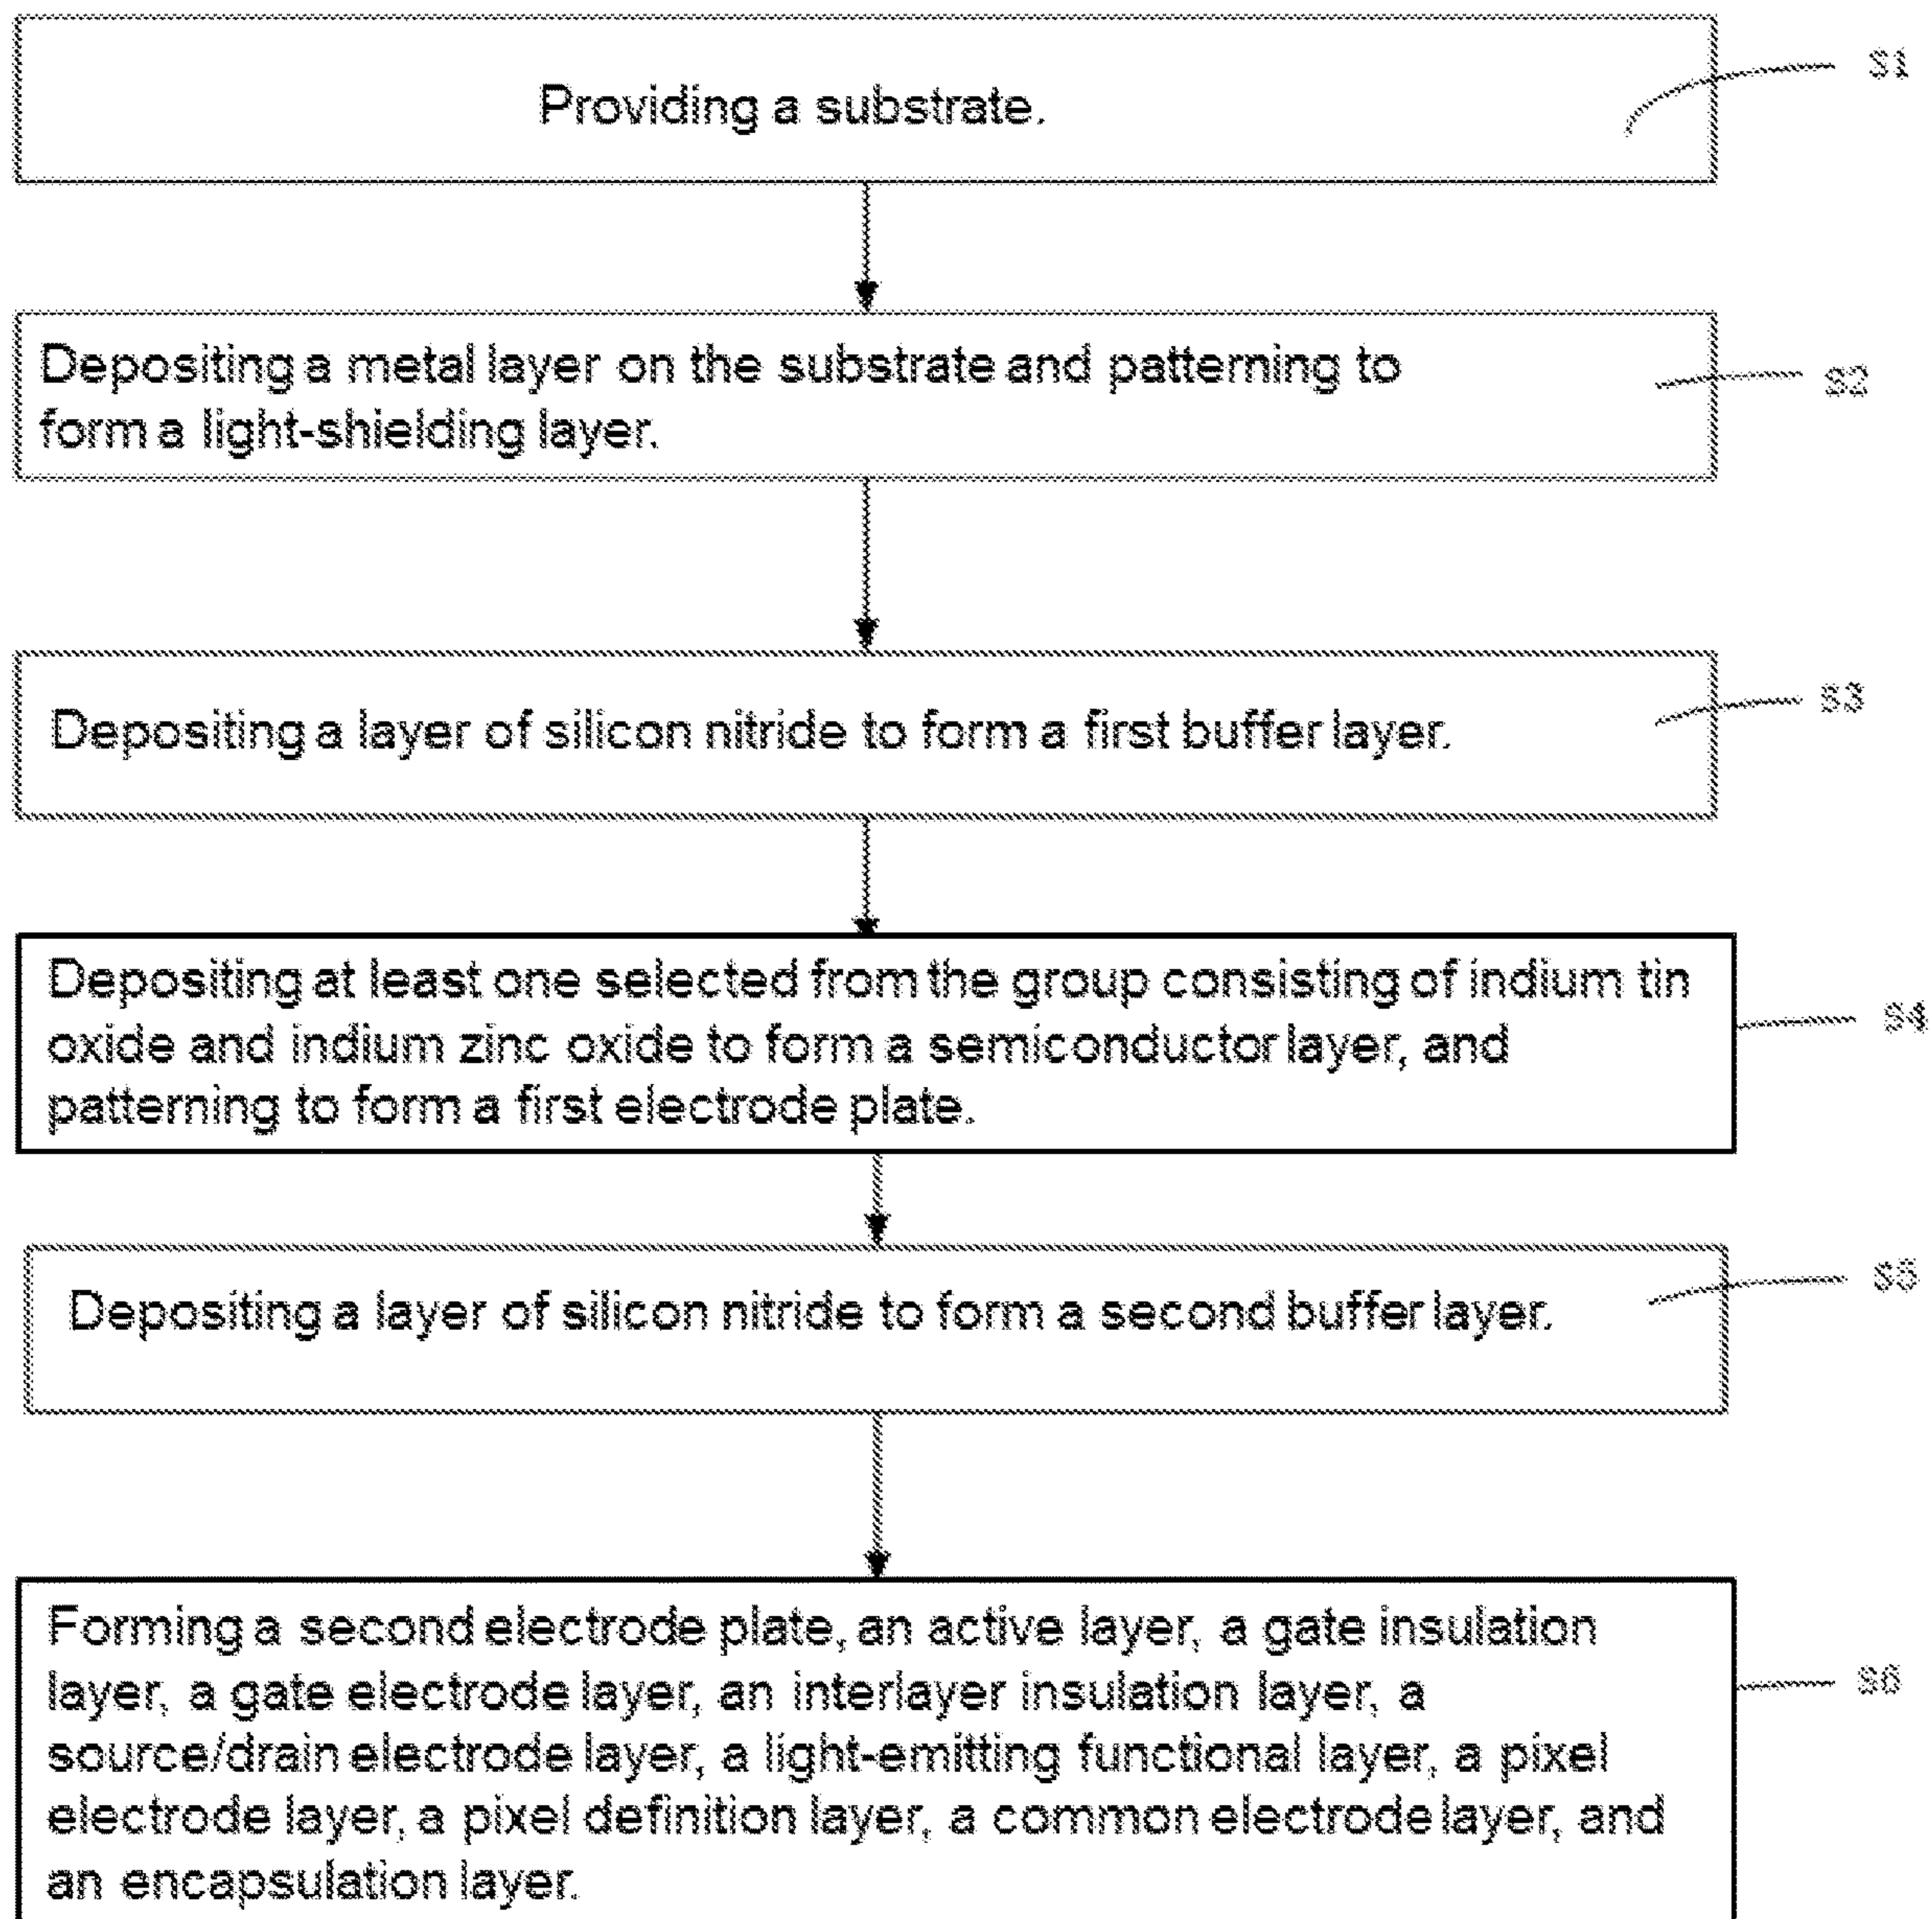 Providing a substrate.
S1
Depositing a metal layer on the substrate and patterning to
form a light-shielding layer.
S2
Depositing a layer of silicon nitride to form a first buffer layer.
S3
Depositing at least one selected from the group consisting of indium tin
oxide and indium zinc oxide to form a semiconductor layer, and
patterning to form a first electrode plate.
S4
Depositing a layer of silicon nitride to form a second buffer layer.
S5
Forming a second electrode plate, an active layer, a gate insulation
layer, a gate electrode layer, an interlayer insulation layer, a
source/drain electrode layer, a light-emitting functional layer, a pixel
electrode layer, a pixel definition layer, a common electrode layer, and
an encapsulation layer.
S6